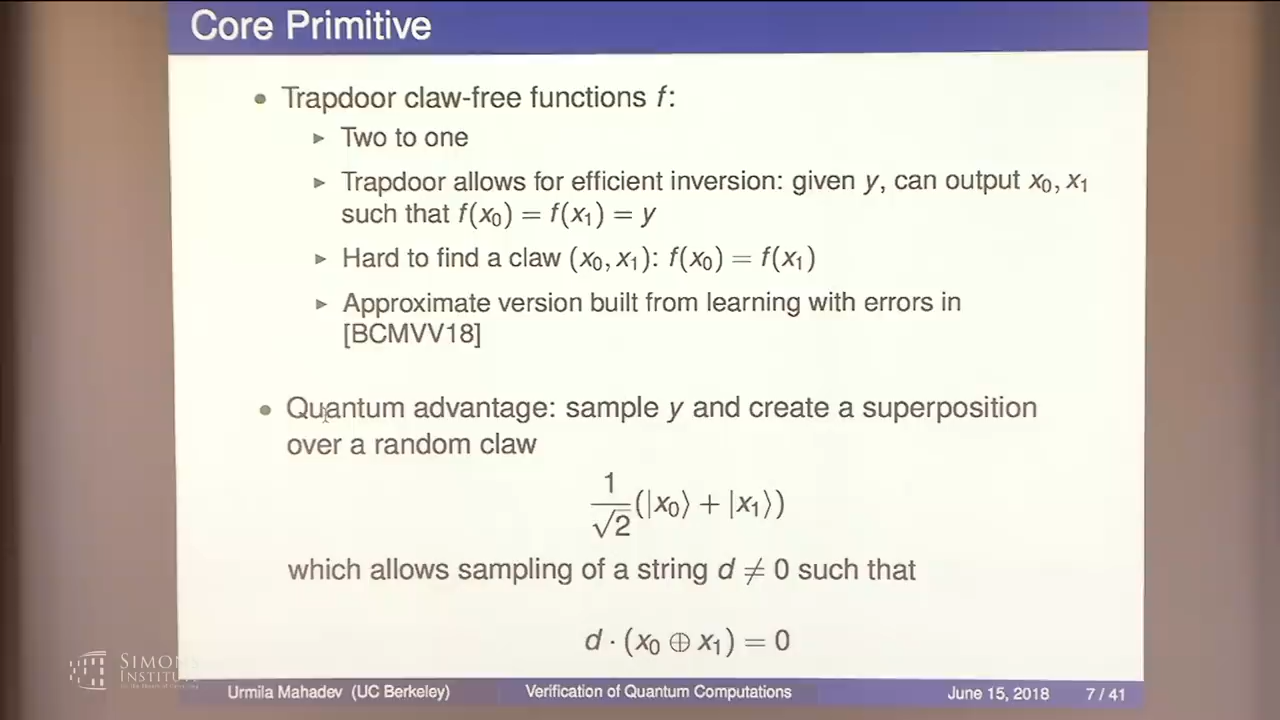 Core Primitive
• Trapdoor claw-free functions f:
▸ Two to one
▸ Trapdoor allows for efficient inversion: given y, can output x₀, x₁
such that f(x₀) = f(x₁) = y
▸ Hard to find a claw (x₀, x₁): f(x₀) = f(x₁)
▸ Approximate version built from learning with errors in
[BCMVV18]
• Quantum advantage: sample y and create a superposition
over a random claw
1/√2 (|x₀⟩ + |x₁⟩)
which allows sampling of a string d ≠ 0 such that
d · (x₀ ⊕ x₁) = 0
SIMONS
INSTITUTE
Urmila Mahadev (UC Berkeley) Verification of Quantum Computations June 15, 2018 7 / 41